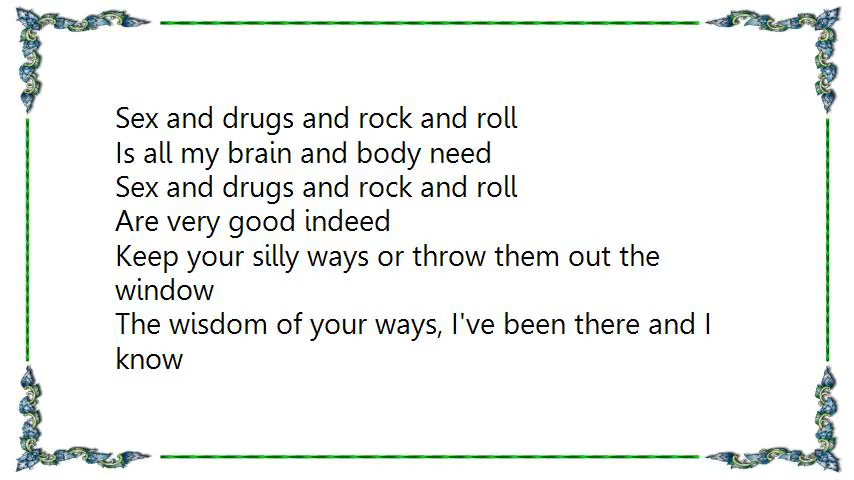 Sex and drugs and rock and roll
Is all my brain and body need
Sex and drugs and rock and roll
Are very good indeed
Keep your silly ways or throw them out the
window
The wisdom of your ways, I've been there and I
know